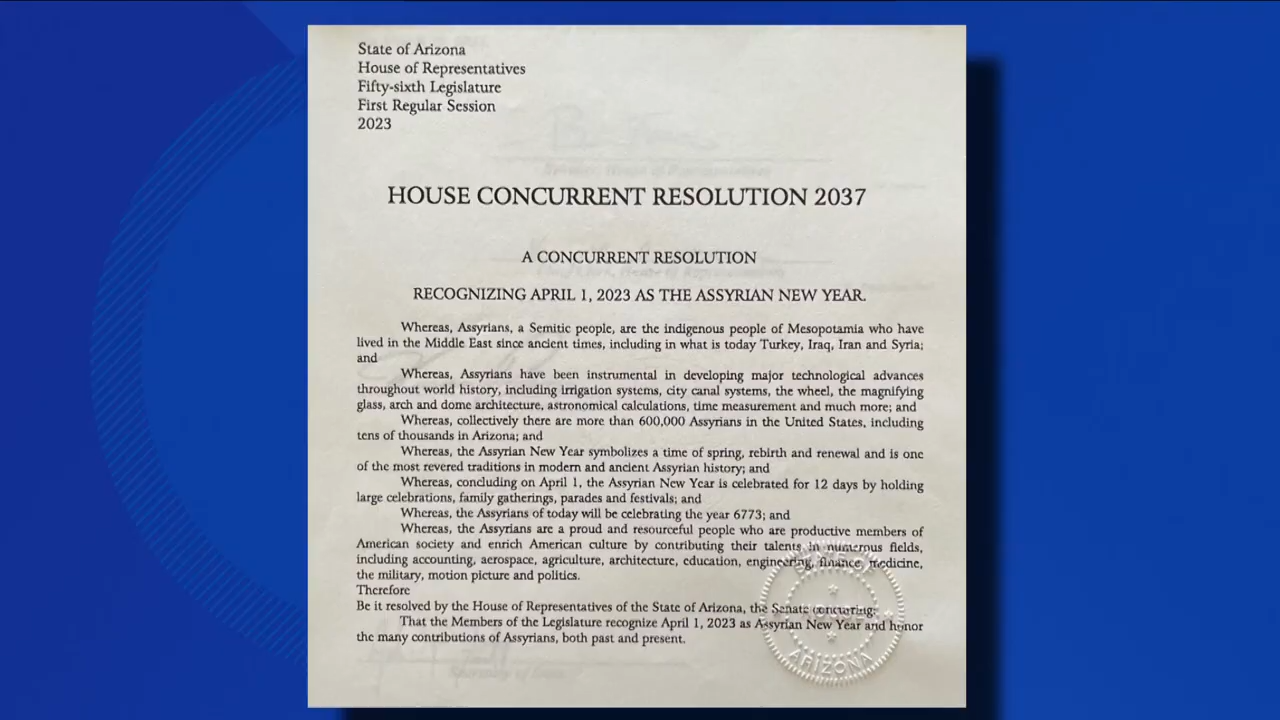 State of Arizona
House of Representatives
Fifty-sixth Legislature
First Regular Session
2023
HOUSE CONCURRENT RESOLUTION 2037
A CONCURRENT RESOLUTION
RECOGNIZING APRIL 1, 2023 AS THE ASSYRIAN NEW YEAR.
Whereas, Assyrians, a Semitic people, are the indigenous people of Mesopotamia who have
lived in the Middle East since ancient times, including in what is today Turkey, Iraq, Iran and Syria;
and
Whereas, Assyrians have been instrumental in developing major technological advances
throughout world history, including irrigation systems, city canal systems, the wheel, the magnifying
glass, arch and dome architecture, astronomical calculations, time measurement and much more; and
Whereas, collectively there are more than 600,000 Assyrians in the United States, including
tens of thousands in Arizona; and
Whereas, the Assyrian New Year symbolizes a time of spring, rebirth and renewal and is one
of the most revered traditions in modern and ancient Assyrian history; and
Whereas, concluding on April 1, the Assyrian New Year is celebrated for 12 days by holding
large celebrations, family gatherings, parades and festivals; and
Whereas, the Assyrians of today will be celebrating the year 6773; and
Whereas, the Assyrians are a proud and resourceful people who are productive members of
American society and enrich American culture by contributing their talents in numerous fields,
including accounting, aerospace, agriculture, architecture, education, engineering, finance, medicine,
the military, motion picture and politics.
Therefore
Be it resolved by the House of Representatives of the State of Arizona, the Senate concurring:
That the Members of the Legislature recognize April 1, 2023 as Assyrian New Year and honor
the many contributions of Assyrians, both past and present.
STATE OF
HOUSE
ARIZONA